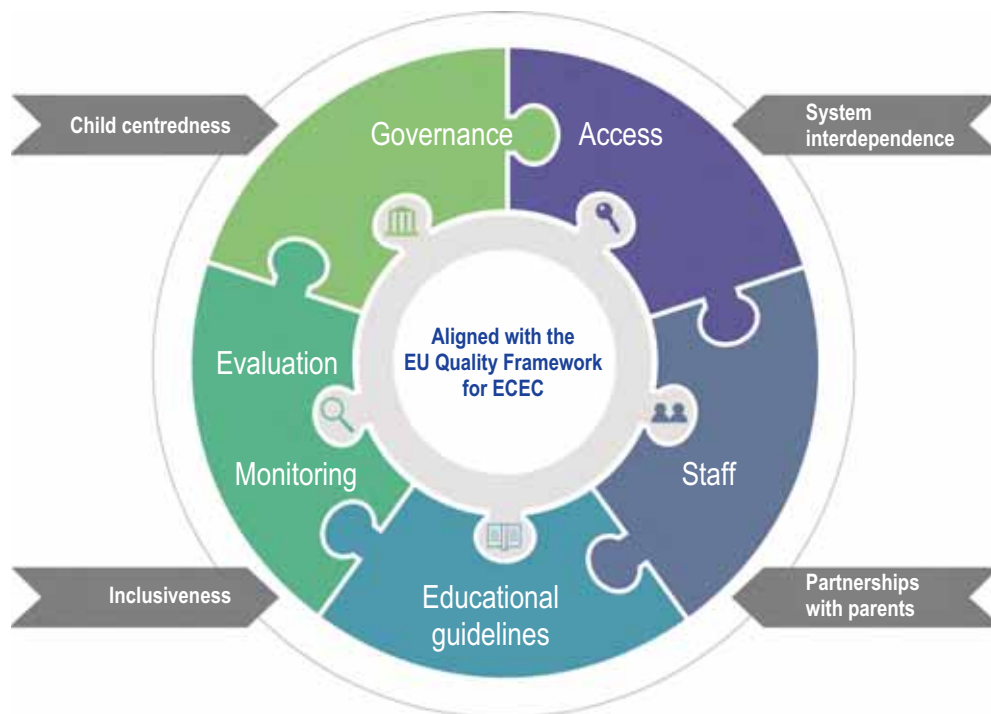 Child centredness
System
interdependence
Governance
Access
Aligned with the
EU Quality Framework
for ECEC
Evaluation
Monitoring
Staff
Educational
guidelines
Inclusiveness
Partnerships
with parents